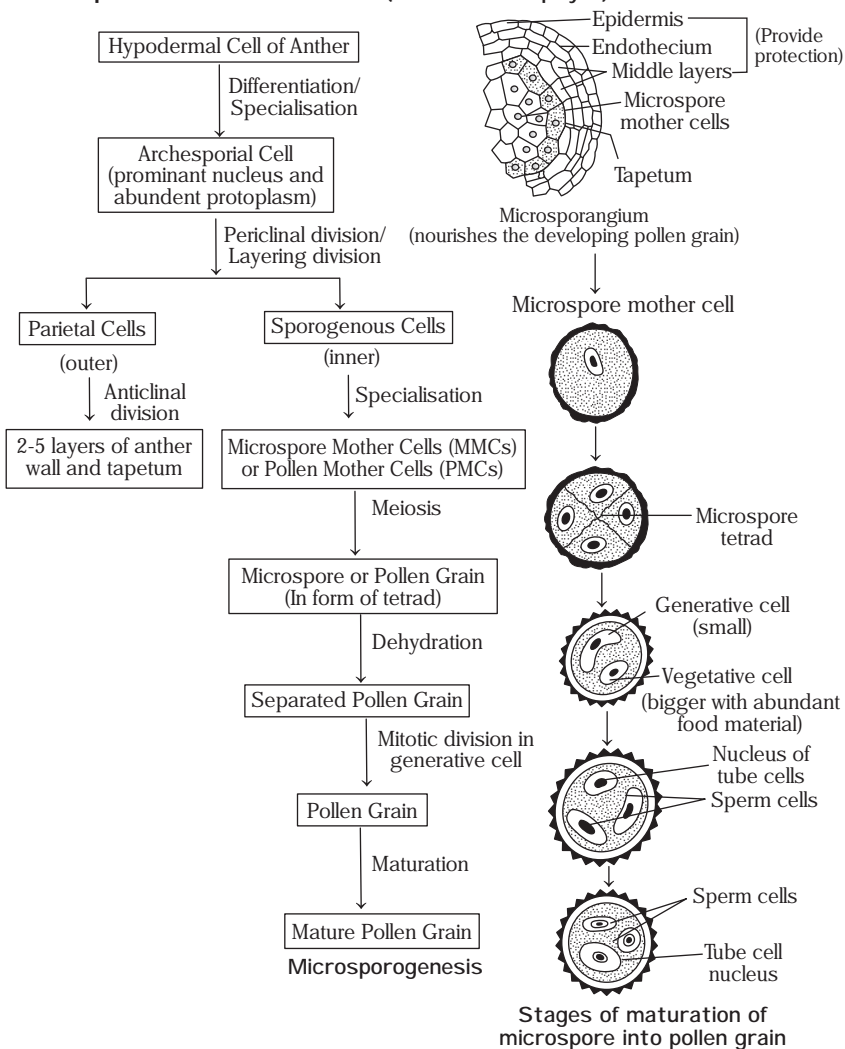 Hypodermal Cell of Anther
Differentiation/
Specialisation
Archesporial Cell
(prominant nucleus and
abundent protoplasm)
Periclinal division/
Layering division
Parietal Cells
(outer)
Anticlinal
division
2-5 layers of anther
wall and tapetum
Sporogenous Cells
(inner)
Specialisation
Microspore Mother Cells (MMCs)
or Pollen Mother Cells (PMCs)
Meiosis
Microspore or Pollen Grain
(In form of tetrad)
Dehydration
Separated Pollen Grain
Mitotic division in
generative cell
Pollen Grain
Maturation
Mature Pollen Grain
Microsporogenesis
Epidermis
Endothecium
Middle layers
(Provide
protection)
Microspore
mother cells
Tapetum
Microsporangium
(nourishes the developing pollen grain)
Microspore mother cell
Microspore
tetrad
Generative cell
(small)
Vegetative cell
(bigger with abundant
food material)
Nucleus of
tube cells
Sperm cells
Sperm cells
Tube cell
nucleus
Stages of maturation of
microspore into pollen grain